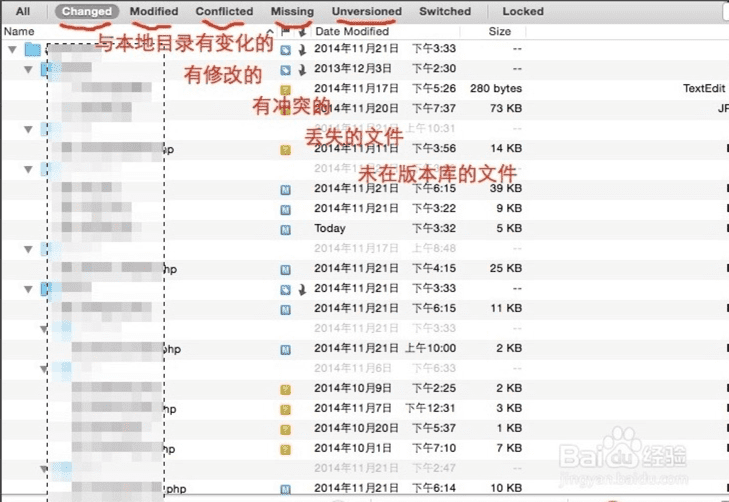 All Changed Modified Conflicted Missing Unversioned Switched Locked
Name Date Modified Size
与本地目录有变化的
有修改的
有冲突的
丢失的文件
未在版本库的文件
2014年11月21日 下午3:33 --
2013年12月3日 下午2:30 --
2014年11月17日 下午5:26 280 bytes TextEdit
2014年11月20日 下午7:37 73 KB JP
上午10:31 --
2014年11月11日 下午3:56 14 KB
--
2014年11月21日 下午6:15 39 KB
2014年11月21日 下午3:22 9 KB
Today 下午3:32 5 KB
2014年11月17日 上午8:48 --
hp 2014年11月21日 下午4:15 25 KB
2014年11月21日 下午3:33 --
2014年11月21日 下午6:15 11 KB
2014年11月21日 下午3:33 --
php 2014年11月21日 上午10:00 2 KB
2014年11月6日 下午6:33 --
2014年10月9日 下午2:25 2 KB
hp 2014年11月7日 下午12:31 3 KB
2014年10月20日 下午5:37 1 KB
hp 2014年10月1日 下午7:10 7 KB
2014年11月21日 下午2:47 --
php 2014年11月21日 下午6:14 10 KB
Baidu经验
jingyan.baidu.com